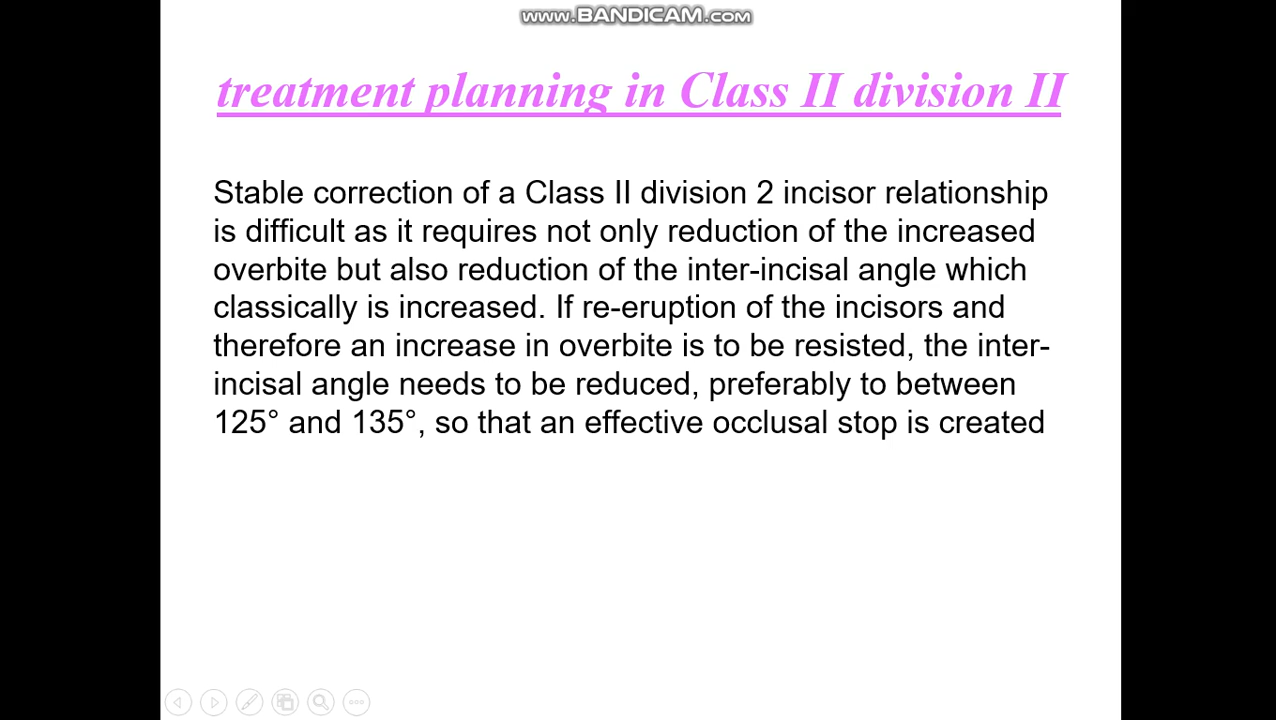 www.BANDICAM.com
treatment planning in Class II division II
Stable correction of a Class II division 2 incisor relationship
is difficult as it requires not only reduction of the increased
overbite but also reduction of the inter-incisal angle which
classically is increased. If re-eruption of the incisors and
therefore an increase in overbite is to be resisted, the inter-
incisal angle needs to be reduced, preferably to between
125° and 135°, so that an effective occlusal stop is created